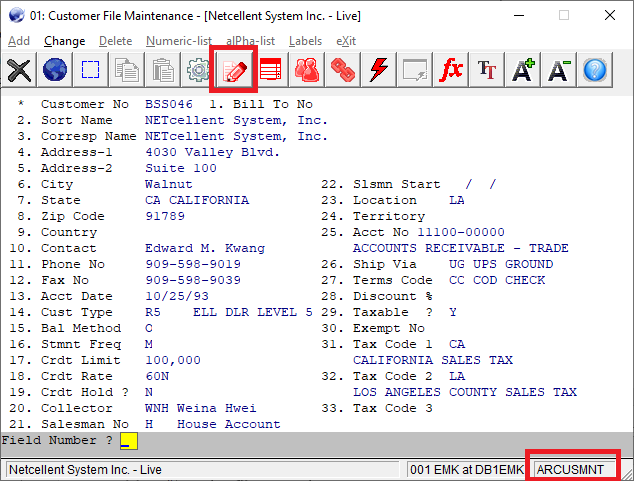 01: Customer File Maintenance - [Netcellent System Inc. - Live]
Add Change Delete Numeric-list alPha-list Labels eXit
fx TT A+ A-
* Customer No BSS046 1. Bill To No
2. Sort Name NETcellent System, Inc.
3. Corresp Name NETcellent System, Inc.
4. Address-1 4030 Valley Blvd.
5. Address-2 Suite 100
6. City Walnut 22. Slsmn Start / /
7. State CA CALIFORNIA 23. Location LA
8. Zip Code 91789 24. Territory
9. Country 25. Acct No 11100-00000
10. Contact Edward M. Kwang ACCOUNTS RECEIVABLE - TRADE
11. Phone No 909-598-9019 26. Ship Via UG UPS GROUND
12. Fax No 909-598-9039 27. Terms Code CC COD CHECK
13. Acct Date 10/25/93 28. Discount %
14. Cust Type R5 ELL DLR LEVEL 5 29. Taxable ? Y
15. Bal Method O 30. Exempt No
16. Stmnt Freq M 31. Tax Code 1 CA
17. Crdt Limit 100,000 CALIFORNIA SALES TAX
18. Crdt Rate 60N 32. Tax Code 2 LA
19. Crdt Hold ? N LOS ANGELES COUNTY SALES TAX
20. Collector WNH Weina Hwei 33. Tax Code 3
21. Salesman No H House Account
Field Number ? _
Netcellent System Inc. - Live 001 EMK at DB1EMK ARCUSMNT